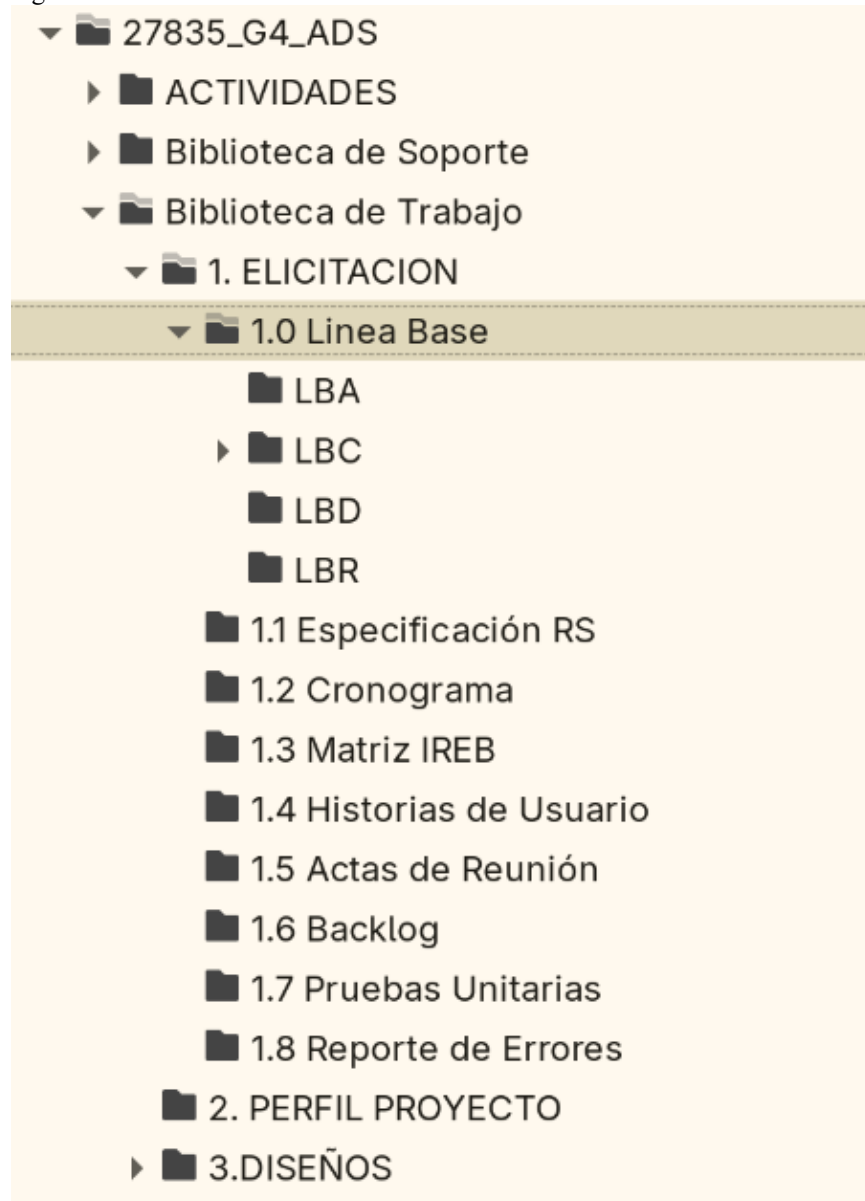 27835_G4_ADS
ACTIVIDADES
Biblioteca de Soporte
Biblioteca de Trabajo
1. ELICITACION
1.0 Linea Base
LBA
LBC
LBD
LBR
1.1 Especificación RS
1.2 Cronograma
1.3 Matriz IREB
1.4 Historias de Usuario
1.5 Actas de Reunión
1.6 Backlog
1.7 Pruebas Unitarias
1.8 Reporte de Errores
2. PERFIL PROYECTO
3.DISEÑOS